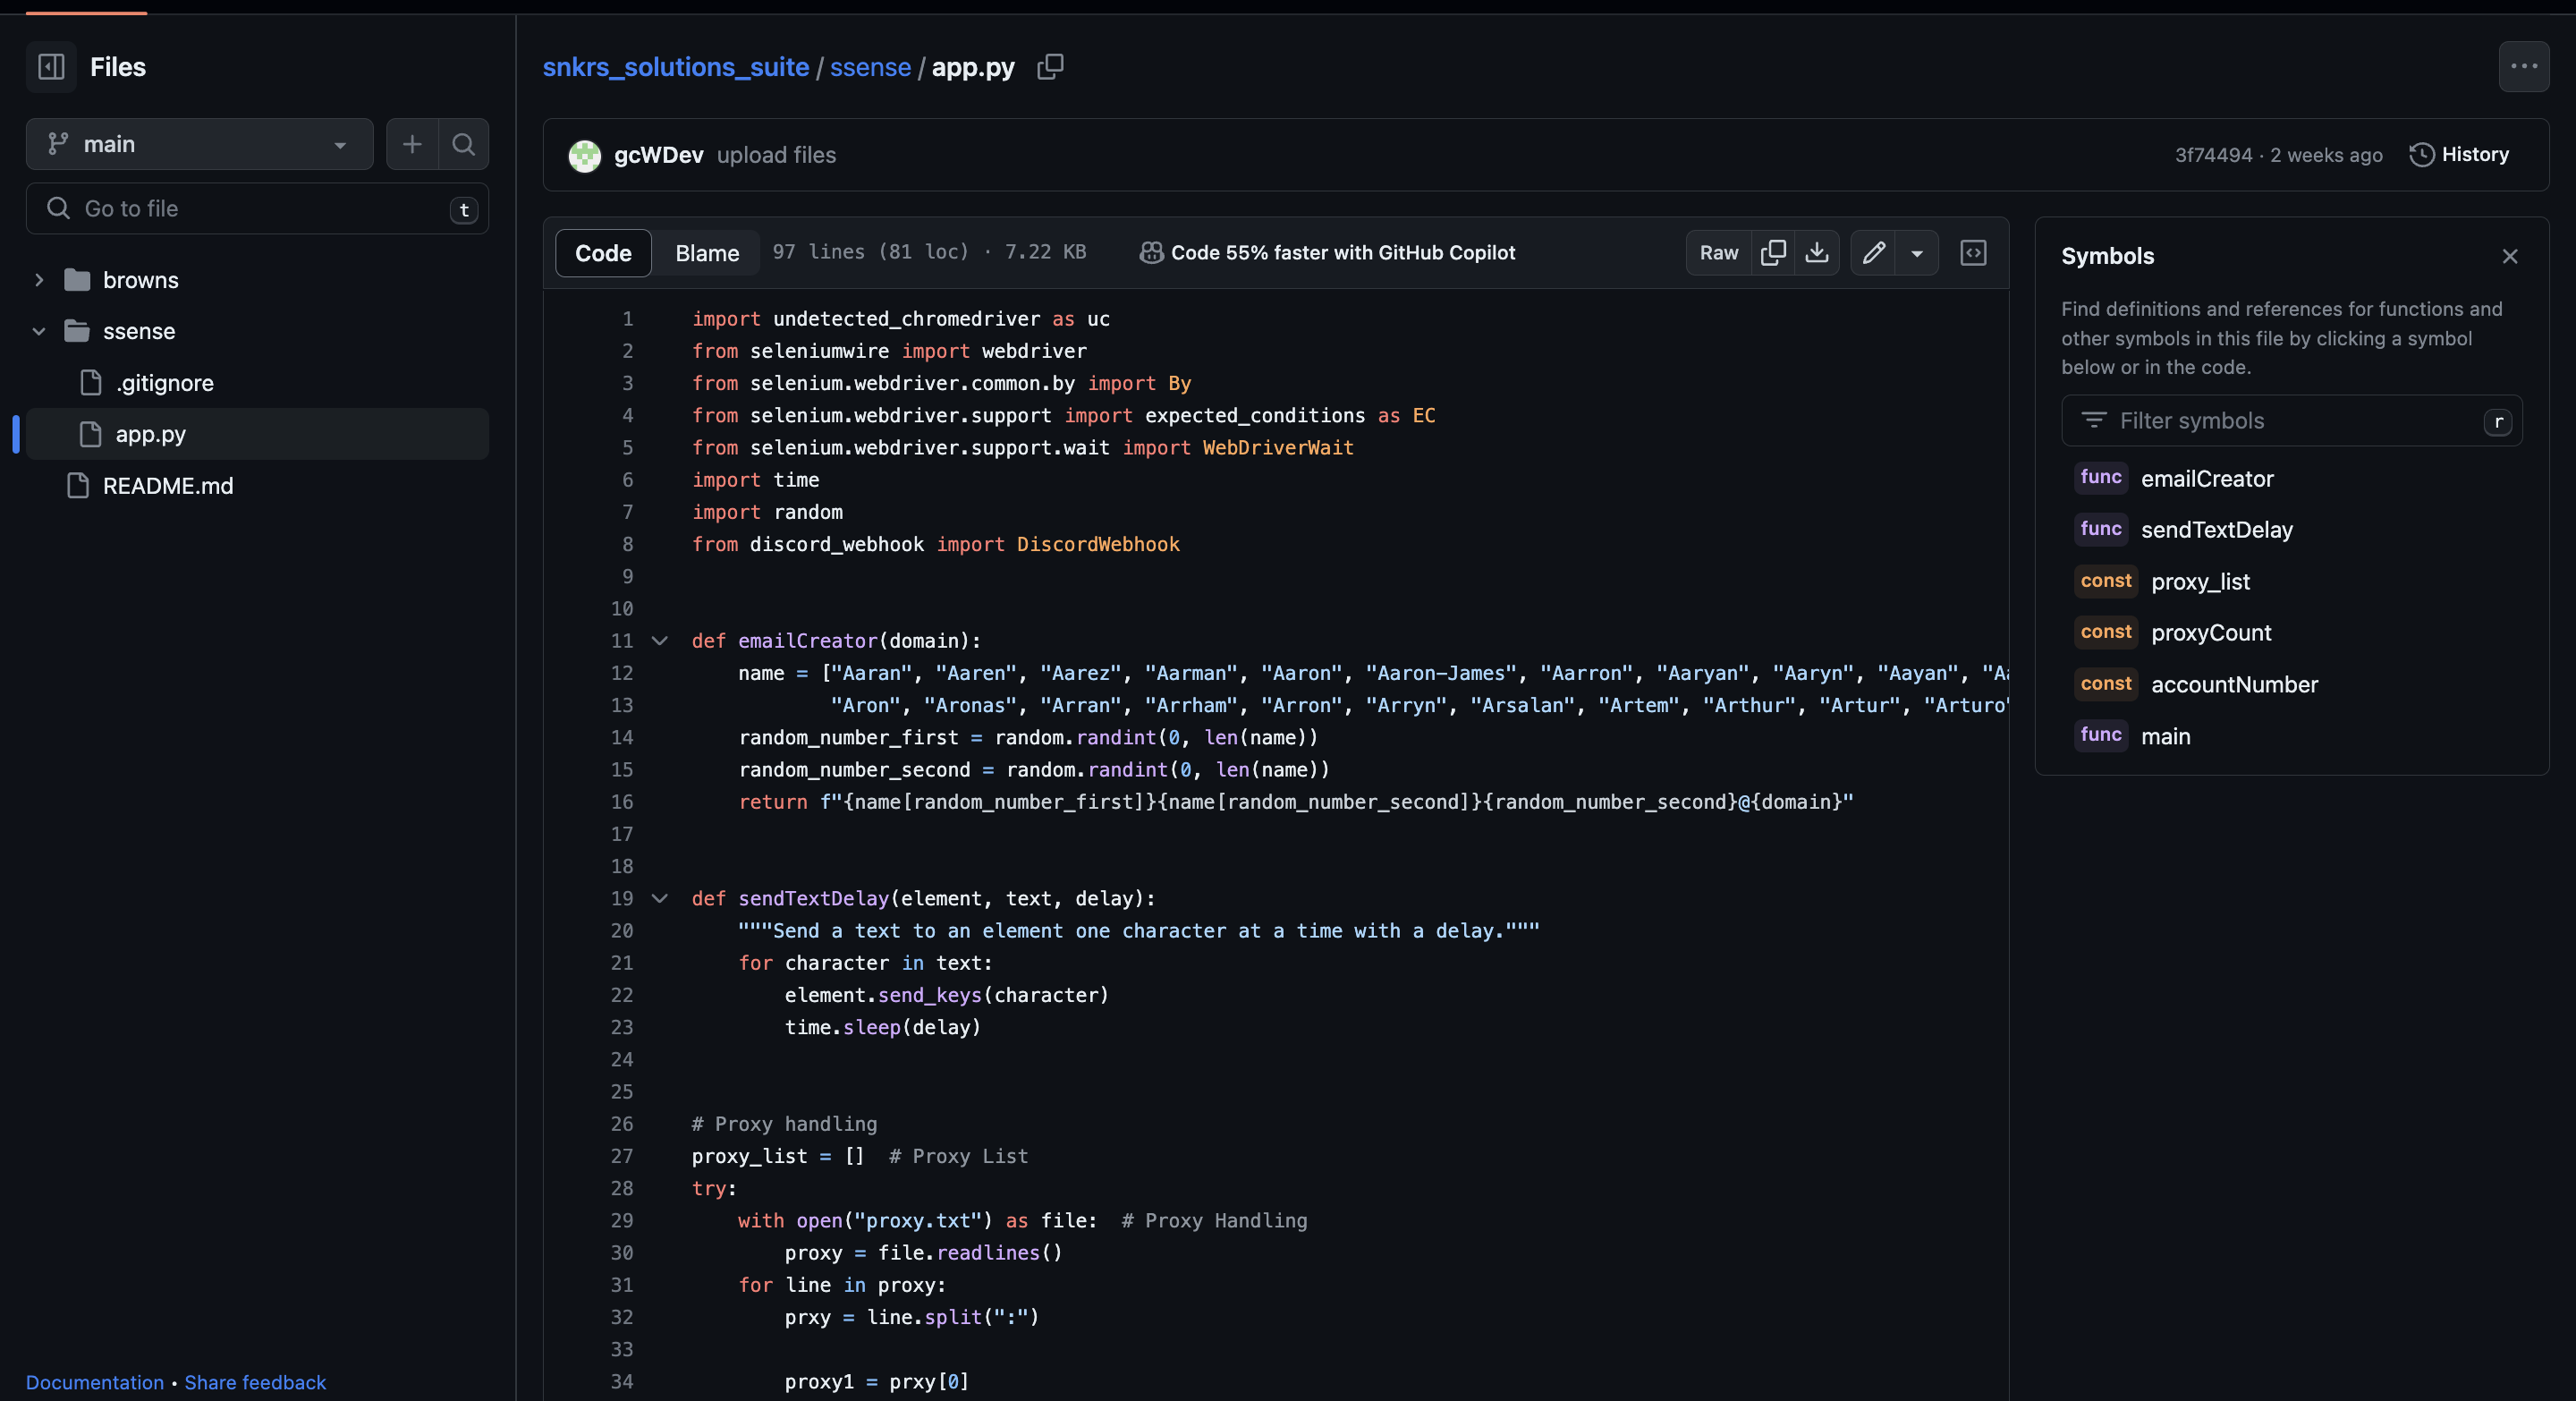 Files
main
Go to file
t
browns
ssense
.gitignore
app.py
README.md
Documentation • Share feedback
snkrs_solutions_suite / ssense / app.py
gcWDev upload files
3f74494 · 2 weeks ago
History
Code
Blame
97 lines (81 loc) · 7.22 KB
Code 55% faster with GitHub Copilot
Raw
1 import undetected_chromedriver as uc
2 from seleniumwire import webdriver
3 from selenium.webdriver.common.by import By
4 from selenium.webdriver.support import expected_conditions as EC
5 from selenium.webdriver.support.wait import WebDriverWait
6 import time
7 import random
8 from discord_webhook import DiscordWebhook
9
10
11 def emailCreator(domain):
12 name = ["Aaran", "Aaren", "Aarez", "Aarman", "Aaron", "Aaron-James", "Aarron", "Aaryan", "Aaryn", "Aayan",
13 "Aron", "Aronas", "Arran", "Arrham", "Arron", "Arryn", "Arsalan", "Artem", "Arthur", "Artur", "Arturo"
14 random_number_first = random.randint(0, len(name))
15 random_number_second = random.randint(0, len(name))
16 return f"{name[random_number_first]}{name[random_number_second]}{random_number_second}@{domain}"
17
18
19 def sendTextDelay(element, text, delay):
20 """Send a text to an element one character at a time with a delay."""
21 for character in text:
22 element.send_keys(character)
23 time.sleep(delay)
24
25
26 # Proxy handling
27 proxy_list = []  # Proxy List
28 try:
29 with open("proxy.txt") as file:  # Proxy Handling
30 proxy = file.readlines()
31 for line in proxy:
32 prxy = line.split(":")
33
34 proxy1 = prxy[0]
Symbols
Find definitions and references for functions and
other symbols in this file by clicking a symbol
below or in the code.
Filter symbols
r
func emailCreator
func sendTextDelay
const proxy_list
const proxyCount
const accountNumber
func main